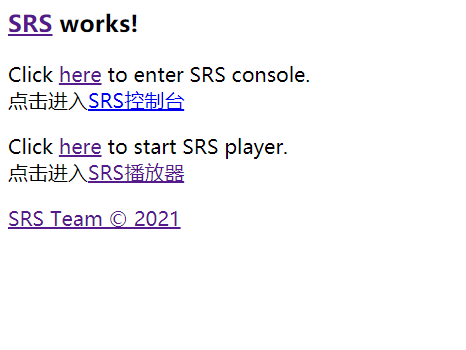 SRS works!
Click here to enter SRS console.
点击进入SRS控制台
Click here to start SRS player.
点击进入SRS播放器
SRS Team © 2021